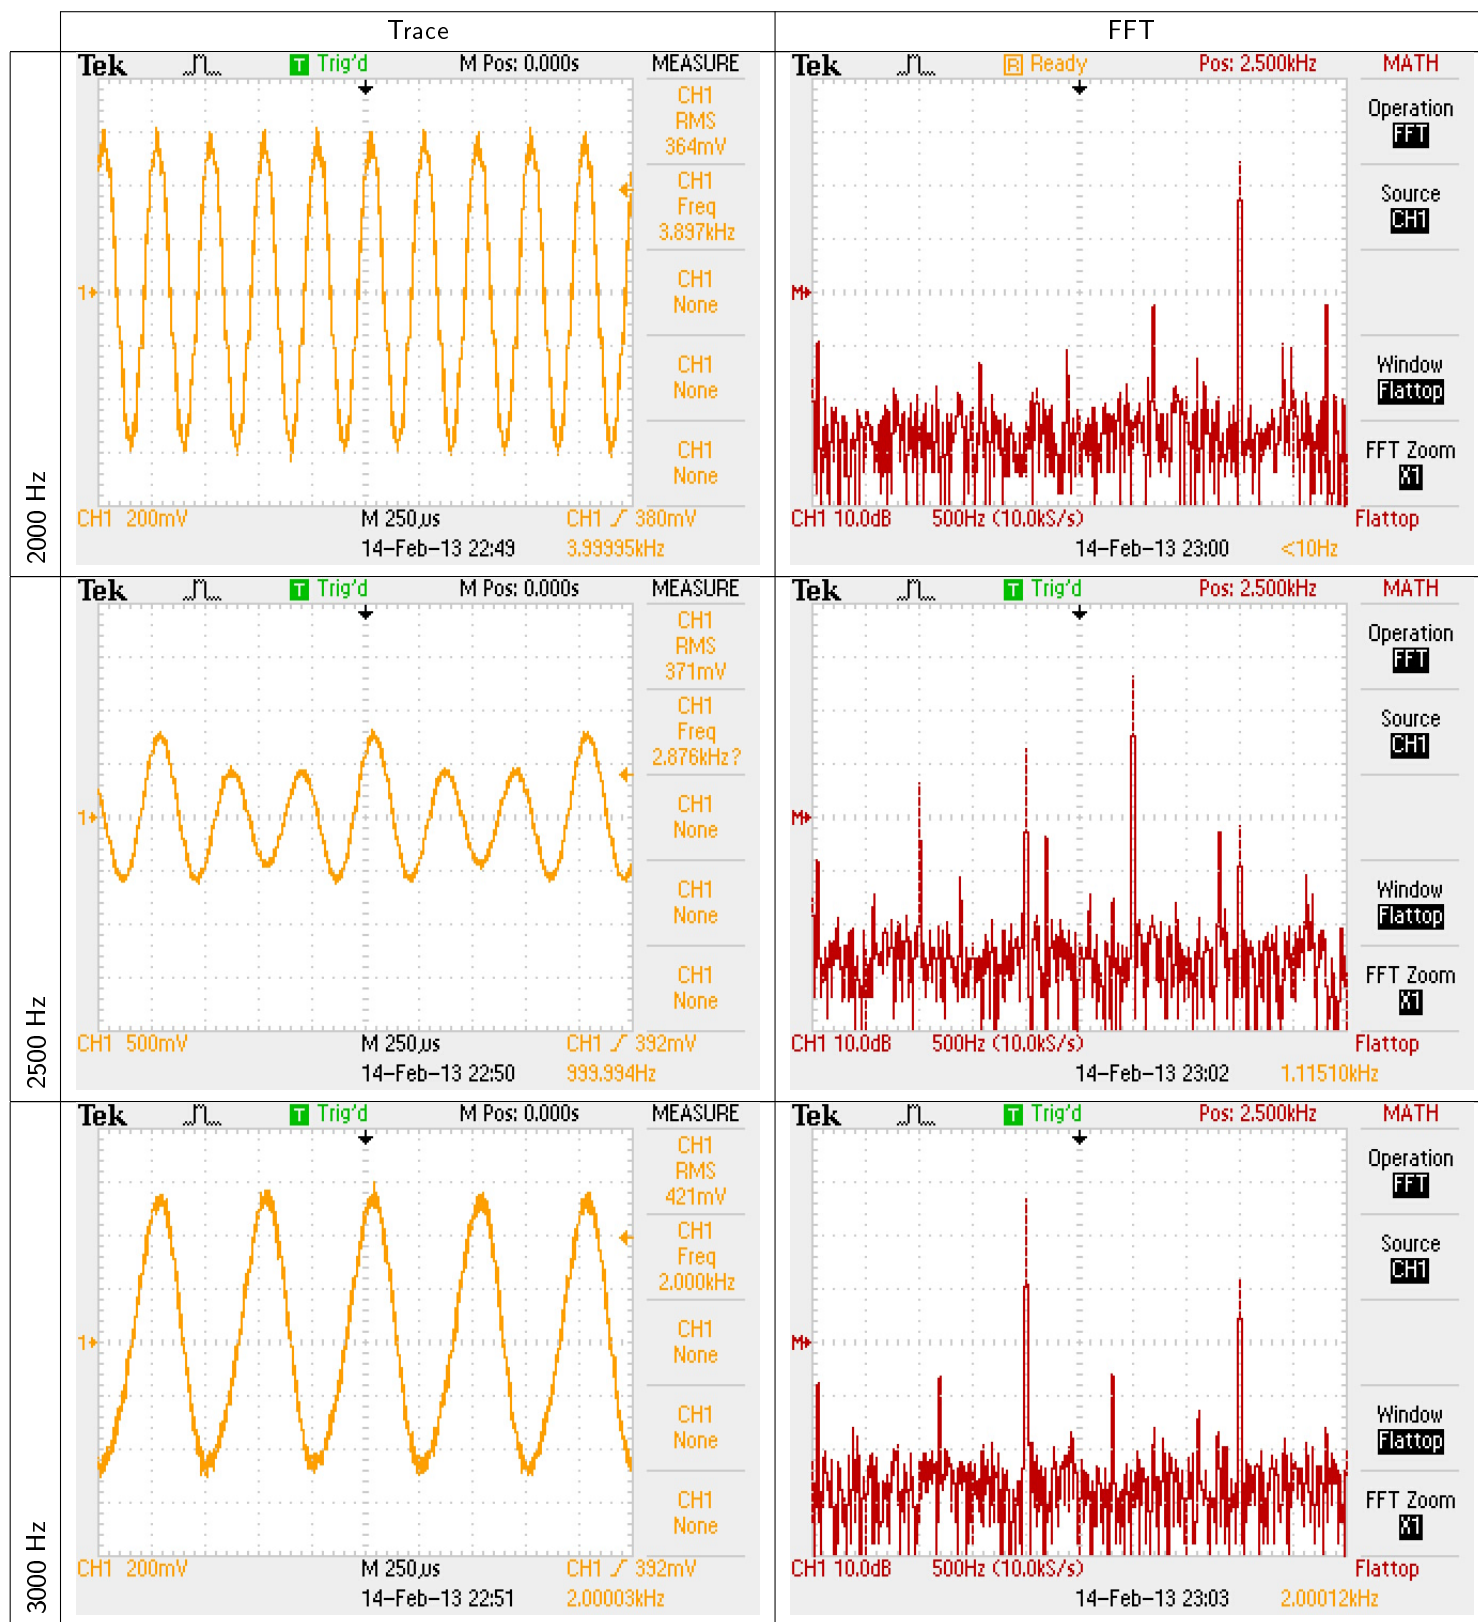 Trace
FFT
2000 Hz
Tek
T Trig'd
M Pos: 0.000s
MEASURE
CH1
RMS
364mV
CH1
Freq
3.897kHz
CH1
None
CH1
None
CH1
None
1
CH1 200mV
M 250µs
CH1 380mV
14-Feb-13 22:49
3.99995kHz
Tek
R Ready
Pos: 2.500kHz
MATH
Operation
FFT
Source
CH1
Window
Flattop
FFT Zoom
X1
M
CH1 10.0dB
500Hz (10.0kS/s)
Flattop
14-Feb-13 23:00
<10Hz
2500 Hz
Tek
T Trig'd
M Pos: 0.000s
MEASURE
CH1
RMS
371mV
CH1
Freq
2.876kHz?
CH1
None
CH1
None
CH1
None
1
CH1 500mV
M 250µs
CH1 392mV
14-Feb-13 22:50
999.994Hz
Tek
T Trig'd
Pos: 2.500kHz
MATH
Operation
FFT
Source
CH1
Window
Flattop
FFT Zoom
X1
M
CH1 10.0dB
500Hz (10.0kS/s)
Flattop
14-Feb-13 23:02
1.11510kHz
3000 Hz
Tek
T Trig'd
M Pos: 0.000s
MEASURE
CH1
RMS
421mV
CH1
Freq
2.000kHz
CH1
None
CH1
None
CH1
None
1
CH1 200mV
M 250µs
CH1 392mV
14-Feb-13 22:51
2.00003kHz
Tek
T Trig'd
Pos: 2.500kHz
MATH
Operation
FFT
Source
CH1
Window
Flattop
FFT Zoom
X1
M
CH1 10.0dB
500Hz (10.0kS/s)
Flattop
14-Feb-13 23:03
2.00012kHz